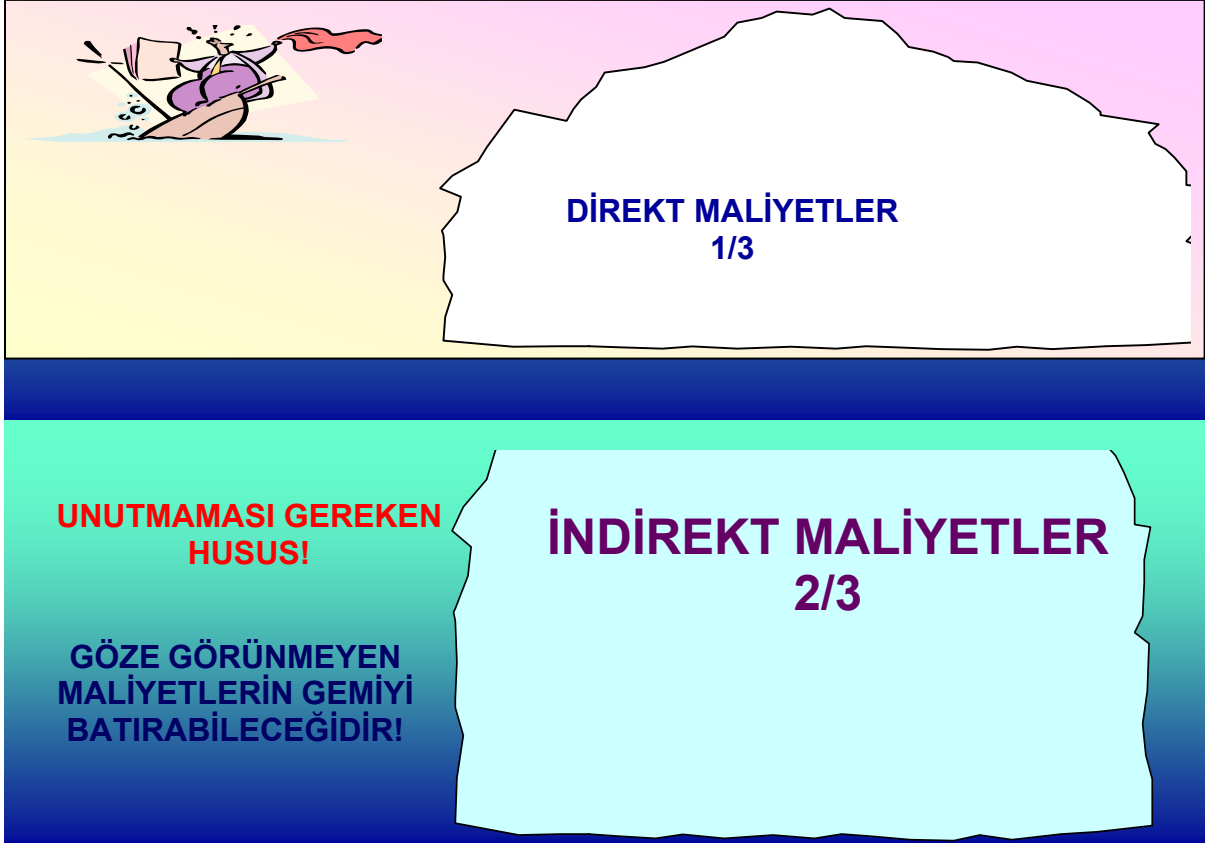 DİREKT MALİYETLER
1/3
UNUTMAMASI GEREKEN
HUSUS!
GÖZE GÖRÜNMEYEN
MALİYETLERİN GEMİYİ
BATIRABİLECEĞİDİR!
İNDİREKT MALİYETLER
2/3